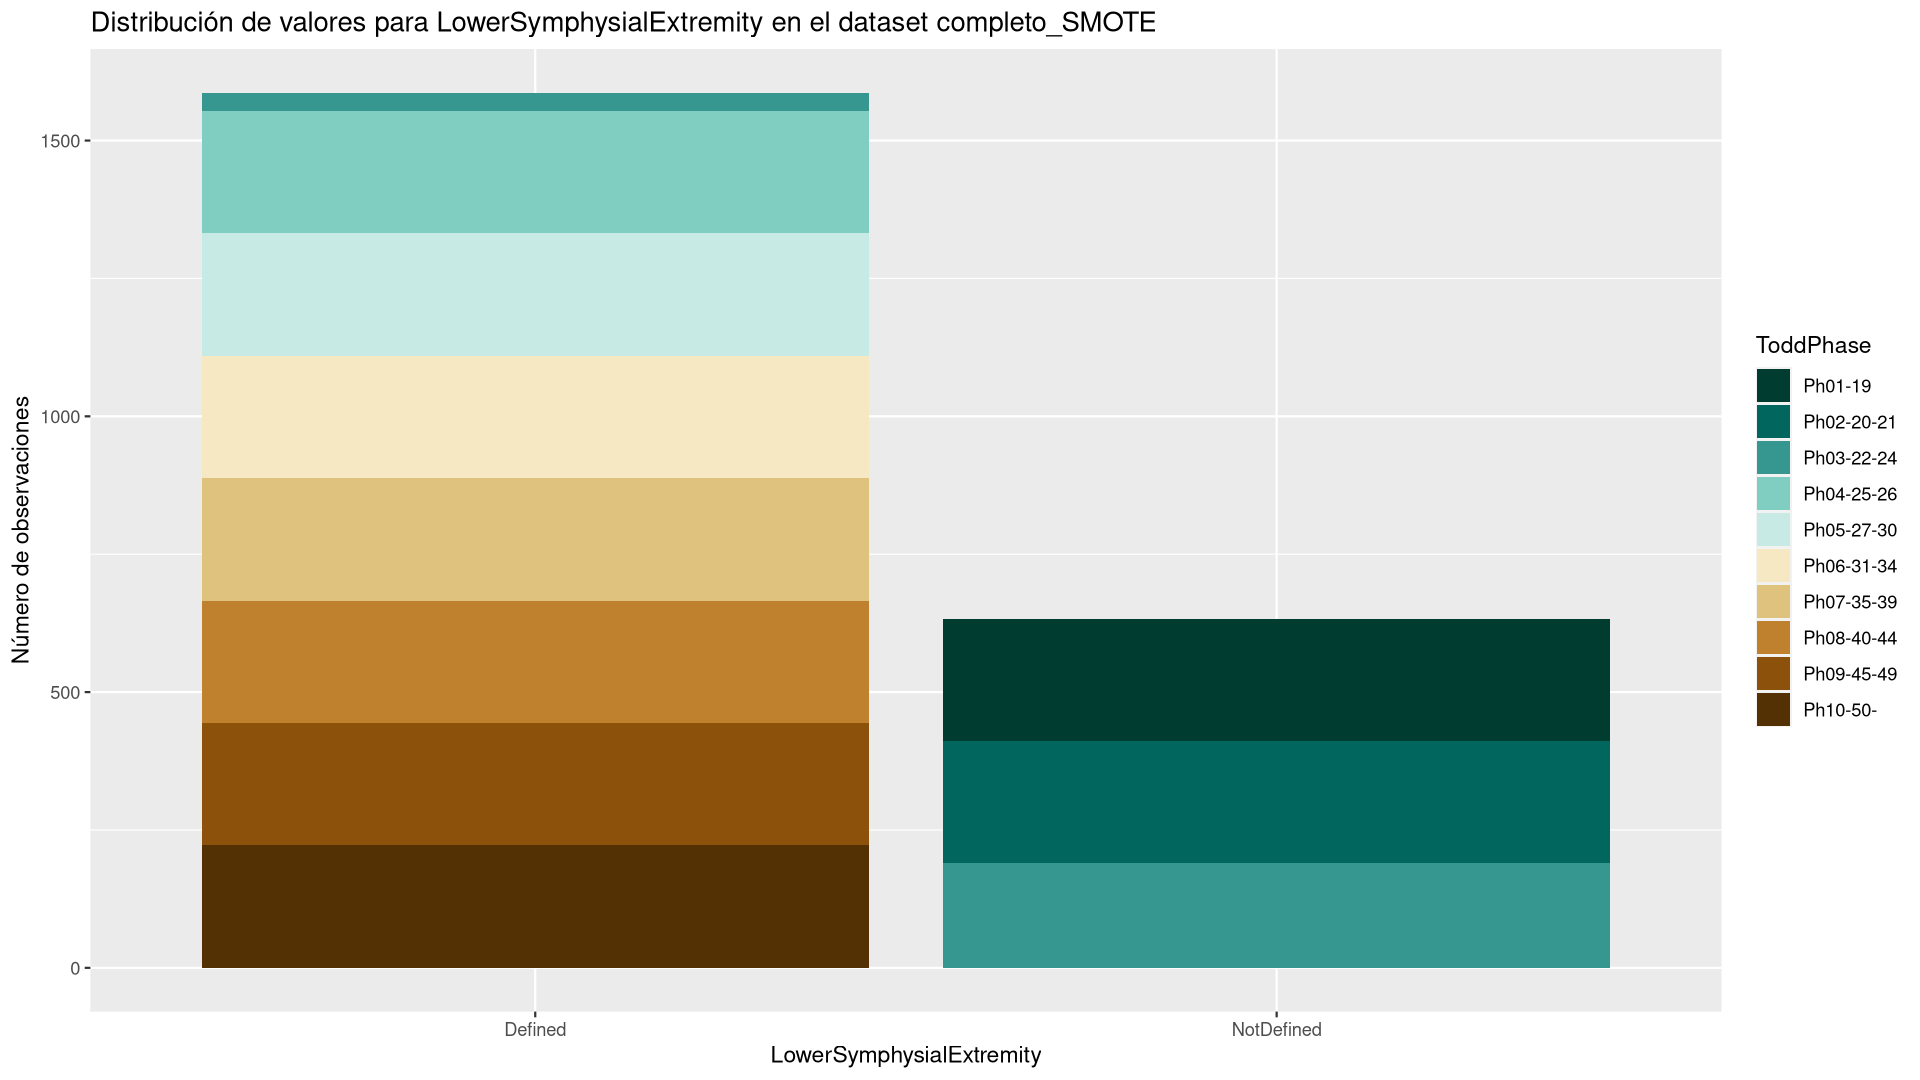 Distribución de valores para LowerSymphysialExtremity en el dataset completo_SMOTE
Número de observaciones
1500
1000
500
0
Defined
NotDefined
LowerSymphysialExtremity
ToddPhase
Ph01-19
Ph02-20-21
Ph03-22-24
Ph04-25-26
Ph05-27-30
Ph06-31-34
Ph07-35-39
Ph08-40-44
Ph09-45-49
Ph10-50-